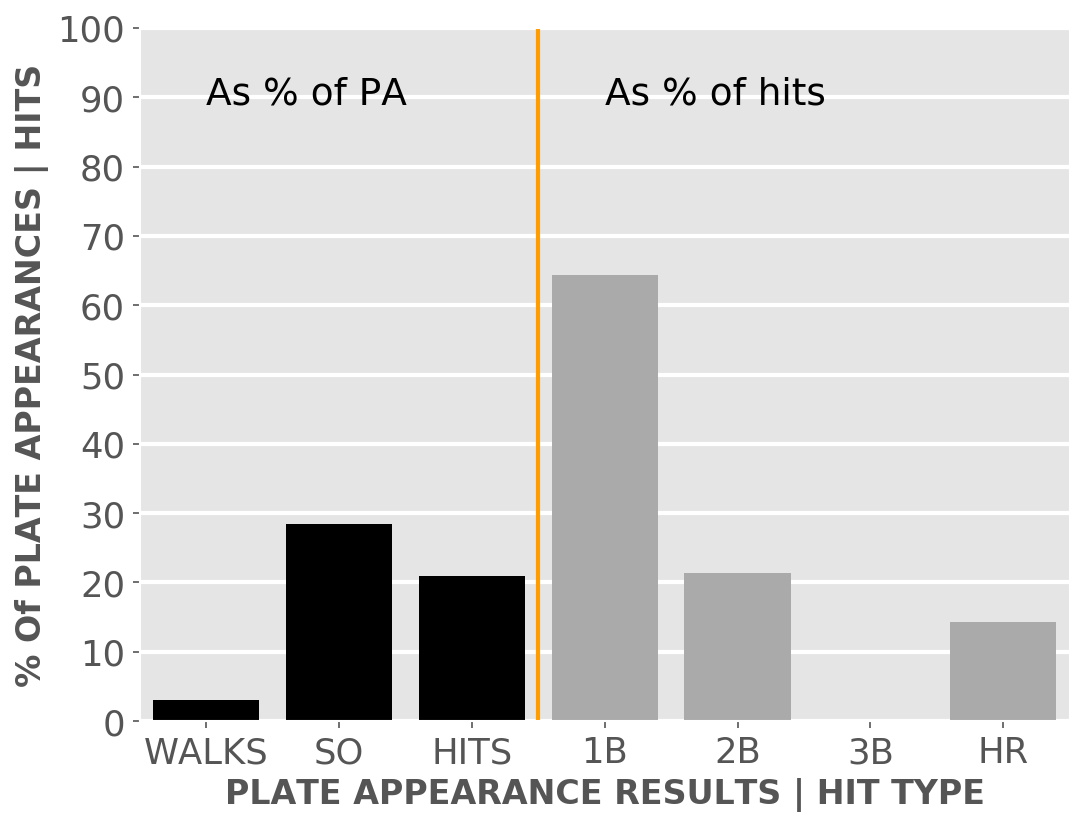 % Of PLATE APPEARANCES | HITS
100
90
80
70
60
50
40
30
20
10
0
As % of PA
As % of hits
WALKS SO HITS 1B 2B 3B HR
PLATE APPEARANCE RESULTS | HIT TYPE